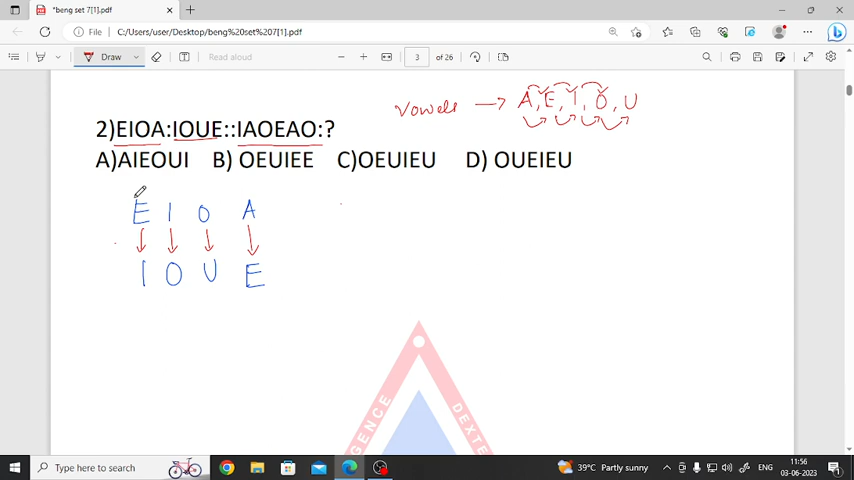 *beng set 7[1].pdf
File C:/Users/user/Desktop/beng%20set%207[1].pdf
Draw Read aloud 3 of 26
Vowels → A, E, I, O, U
2)EIOA:IOUE::IAOEAO:?
A)AIEOUI B) OEUIEE C)OEUIEU D) OUEIEU
E I O A
I O U E
GENCE DEXTE
Type here to search
39°C Partly sunny
ENG
11:56
03-06-2023